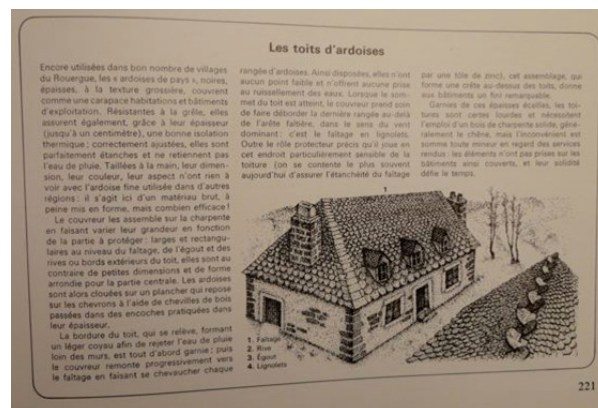 Les toits d'ardoises
Encore utilisées dans bon nombre de villages
du Rouergue, les « ardoises de pays », noires,
épaisses, à la texture grossière, couvrent
comme une carapace habitations et bâtiments
d'exploitation. Résistantes à la grêle, elles
assurent également, grâce à leur épaisseur
(jusqu'à un centimètre), une bonne isolation
thermique ; correctement ajustées, elles sont
parfaitement étanches et ne retiennent pas
l'eau de pluie. Taillées à la main, leur dimen-
sion, leur couleur, leur aspect n'ont rien à
voir avec l'ardoise fine utilisée dans d'autres
régions : il s'agit ici d'un matériau brut, à
peine mis en forme, mais combien efficace !
Le couvreur les assemble sur la charpente
en faisant varier leur grandeur en fonction
de la partie à protéger : larges et rectangu-
laires au niveau du faîtage, de l'égout et des
rives ou bords extérieurs du toit, elles sont au
contraire de petites dimensions et de forme
arrondie pour la partie centrale. Les ardoises
sont alors clouées sur un plancher qui repose
sur les chevrons à l'aide de chevilles de bois
passées dans des encoches pratiquées dans
leur épaisseur.
La bordure du toit, qui se relève, formant
un léger coyau afin de rejeter l'eau de pluie
loin des murs, est tout d'abord garnie ; puis
le couvreur remonte progressivement vers
le faîtage en faisant se chevaucher chaque
rangée d'ardoises. Ainsi disposées, elles n'ont
aucun point faible et n'offrent aucune prise
au ruissellement des eaux. Lorsque le som-
met du toit est atteint, le couvreur prend soin
de faire déborder la dernière rangée au-delà
de l'arête faîtière, dans le sens du vent
dominant : c'est le faîtage en lignolets.
Outre le rôle protecteur précis qu'il joue en
cet endroit particulièrement sensible de la
toiture (on se contente le plus souvent
aujourd'hui d'assurer l'étanchéité du faîtage
par une tôle de zinc), cet assemblage, qui
forme une crête au-dessus des toits, donne
aux bâtiments un fini remarquable.
Garnies de ces épaisses écailles, les toi-
tures sont certes lourdes et nécessitent
l'emploi d'un bois de charpente solide, géné-
ralement le chêne, mais l'inconvénient est
somme toute mineur en regard des services
rendus : les éléments n'ont pas prise sur les
bâtiments ainsi couverts, et leur solidité
défie le temps.
1
1. Faîtage
2. Rive
3. Égout
4. Lignolets
221